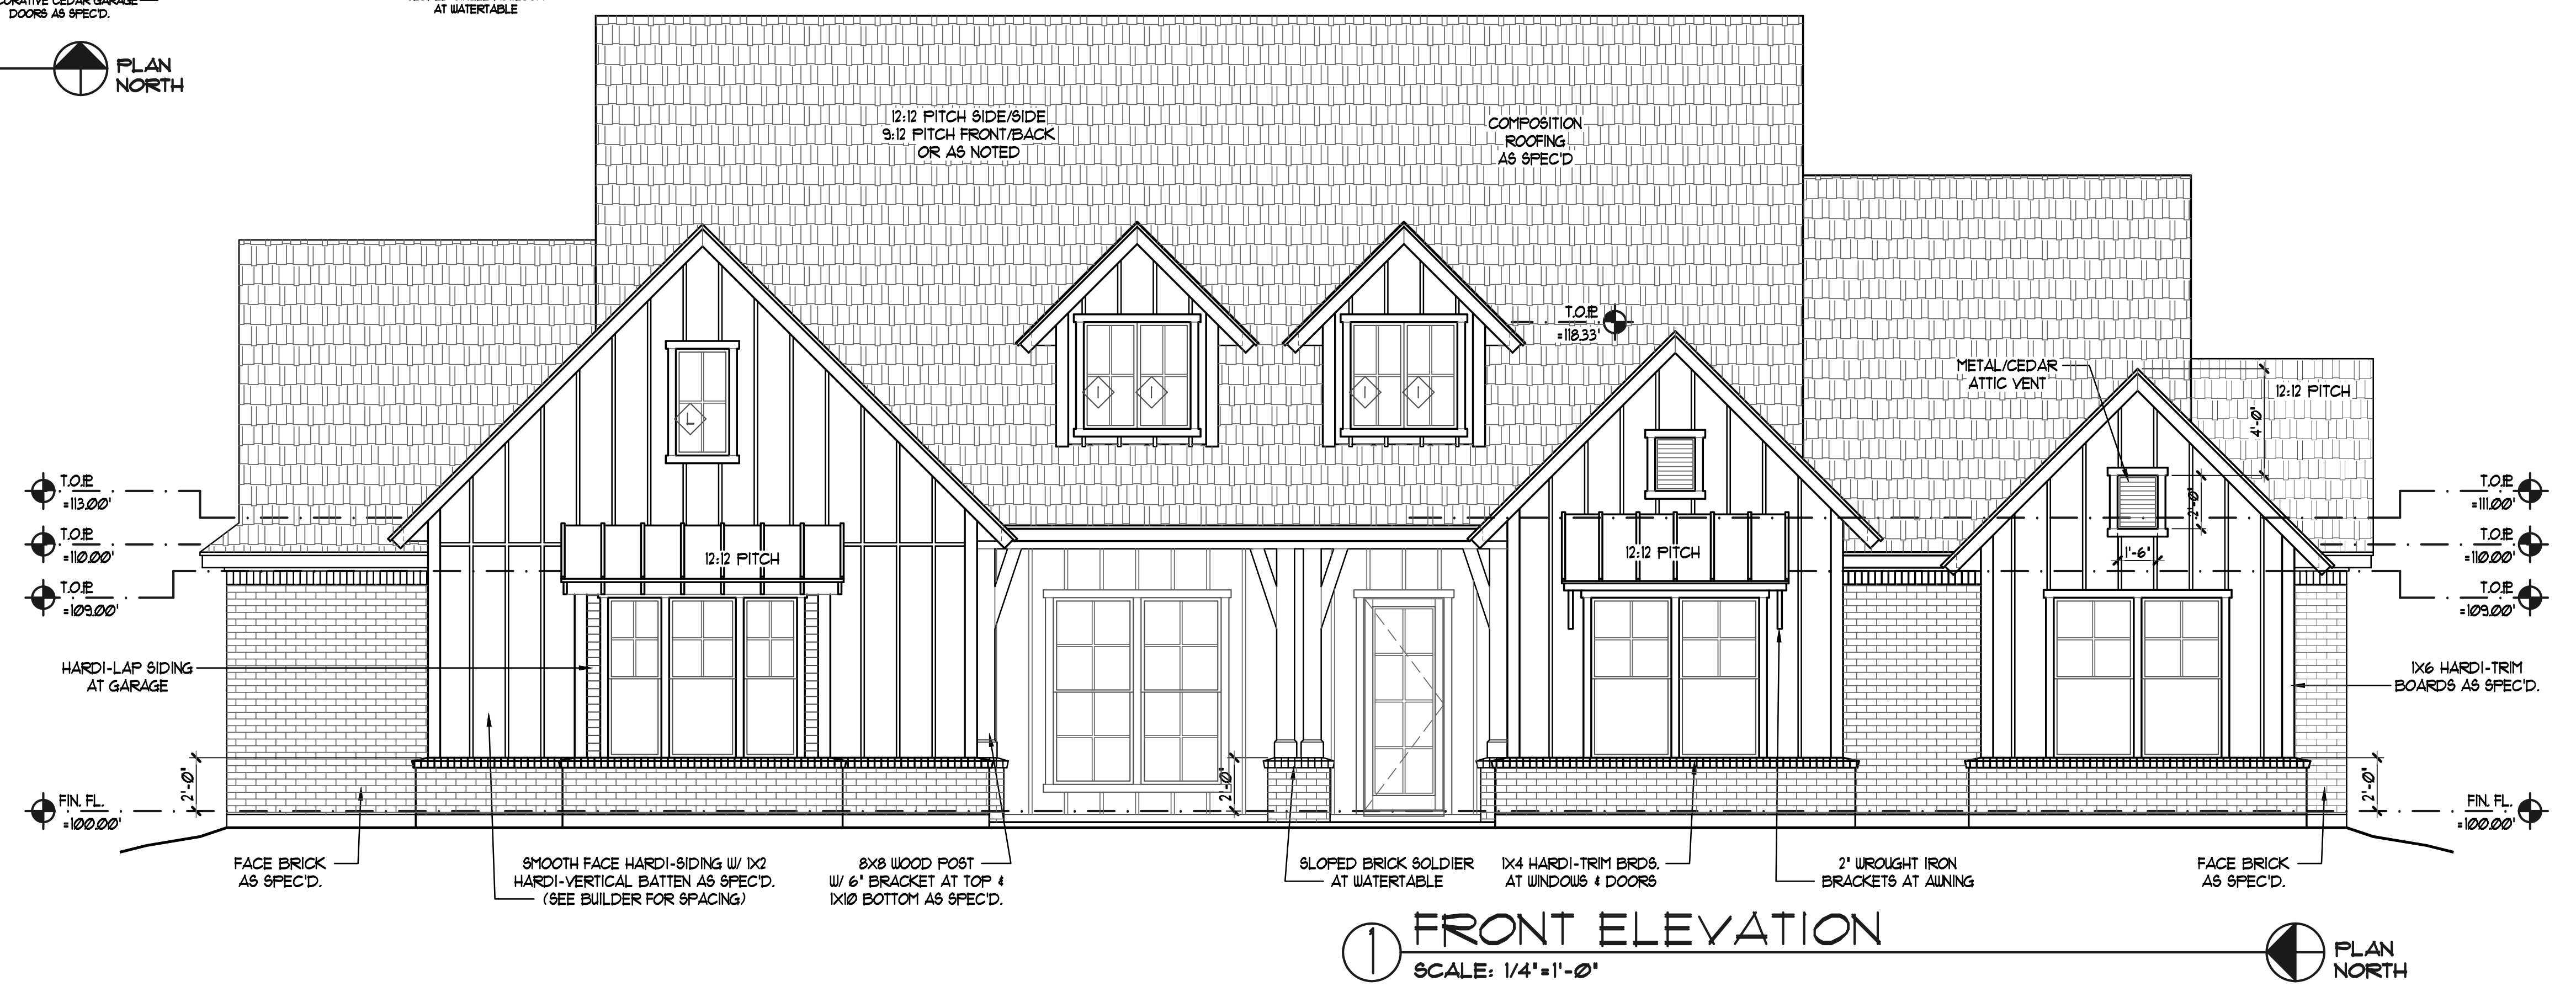 DOORS AS SPEC'D.
AT WATERTABLE
PLAN
NORTH
12:12 PITCH SIDE/SIDE
9:12 PITCH FRONT/BACK
OR AS NOTED
COMPOSITION
ROOFING
AS SPEC'D
T.O.P.
=118.33'
METAL/CEDAR
ATTIC VENT
12:12 PITCH
4'-0"
2'-0"
1'-6"
L
I
I
I
I
T.O.P.
=113.00'
T.O.P.
=110.00'
T.O.P.
=109.00'
12:12 PITCH
12:12 PITCH
T.O.P.
=111.00'
T.O.P.
=110.00'
T.O.P.
=109.00'
HARDI-LAP SIDING
AT GARAGE
1X6 HARDI-TRIM
BOARDS AS SPEC'D.
2'-0"
2'-0"
2'-0"
FIN. FL.
=100.00'
FIN. FL.
=100.00'
FACE BRICK
AS SPEC'D.
SMOOTH FACE HARDI-SIDING W/ 1X2
HARDI-VERTICAL BATTEN AS SPEC'D.
(SEE BUILDER FOR SPACING)
8X8 WOOD POST
W/ 6" BRACKET AT TOP &
1X10 BOTTOM AS SPEC'D.
SLOPED BRICK SOLDIER
AT WATERTABLE
1X4 HARDI-TRIM BRDS.
AT WINDOWS & DOORS
2" WROUGHT IRON
BRACKETS AT AWNING
FACE BRICK
AS SPEC'D.
1
FRONT ELEVATION
SCALE: 1/4"=1'-0"
PLAN
NORTH